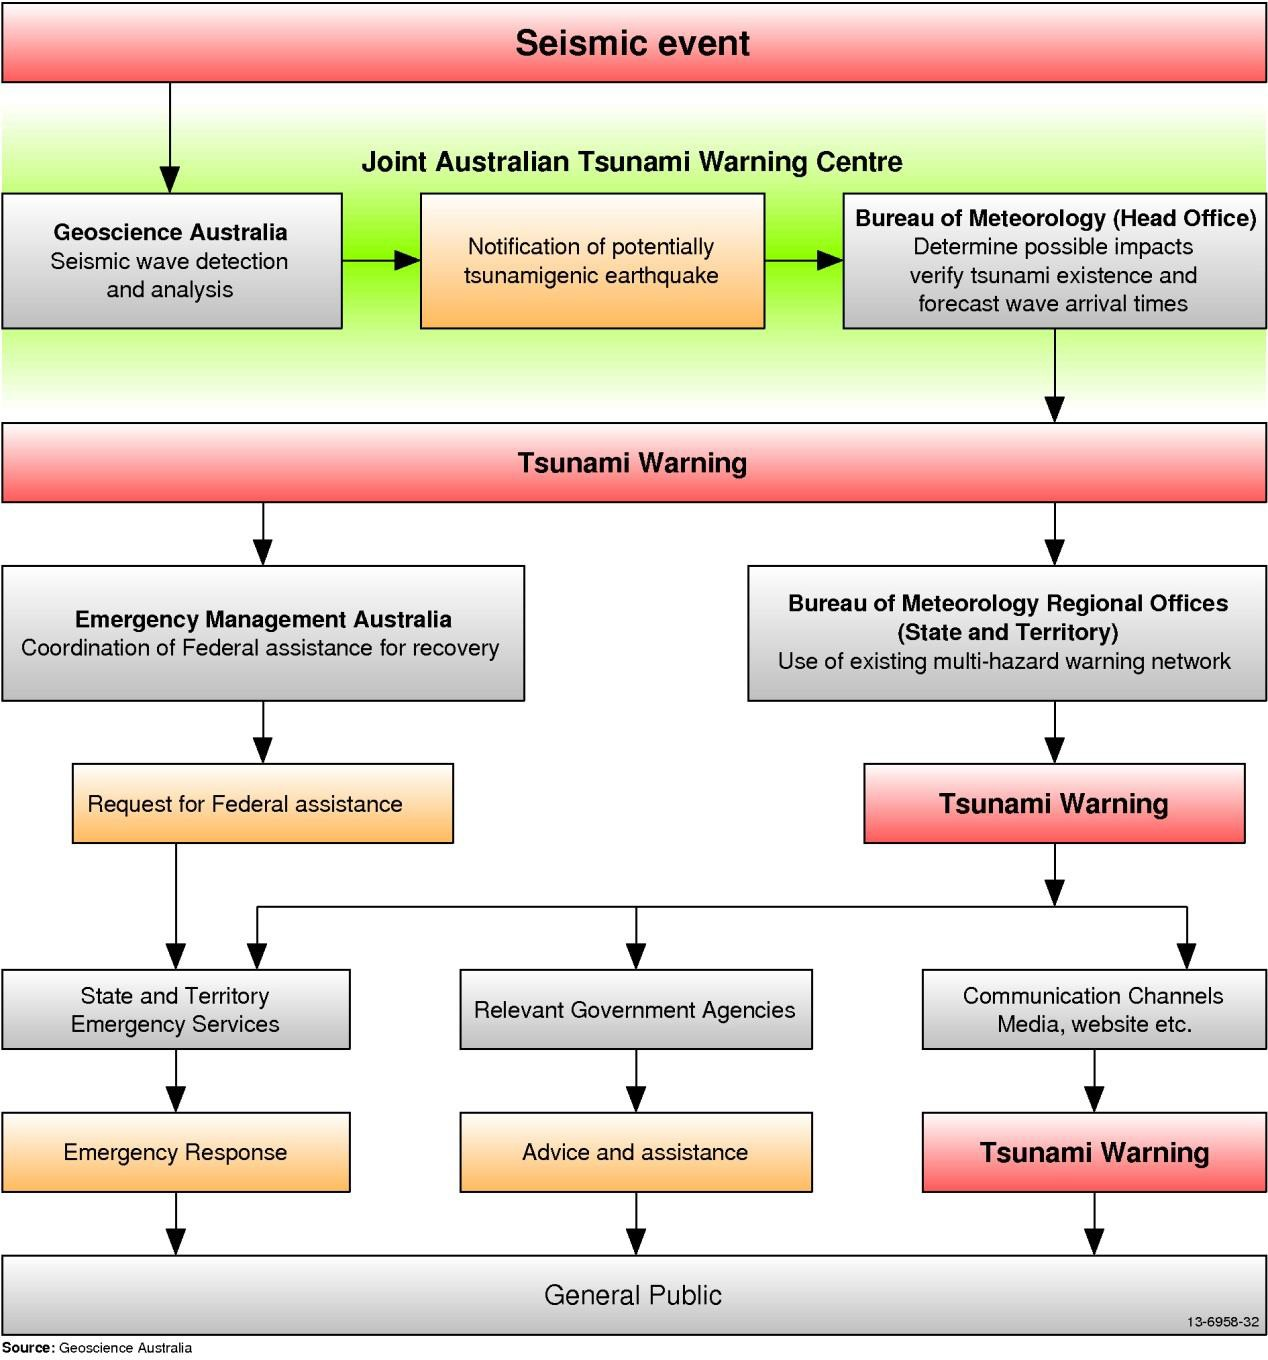 Seismic event
Joint Australian Tsunami Warning Centre
Geoscience Australia
Seismic wave detection
and analysis
Notification of potentially
tsunamigenic earthquake
Bureau of Meteorology (Head Office)
Determine possible impacts
verify tsunami existence and
forecast wave arrival times
Tsunami Warning
Emergency Management Australia
Coordination of Federal assistance for recovery
Bureau of Meteorology Regional Offices
(State and Territory)
Use of existing multi-hazard warning network
Request for Federal assistance
Tsunami Warning
State and Territory
Emergency Services
Relevant Government Agencies
Communication Channels
Media, website etc.
Emergency Response
Advice and assistance
Tsunami Warning
General Public
13-6958-32
Source: Geoscience Australia